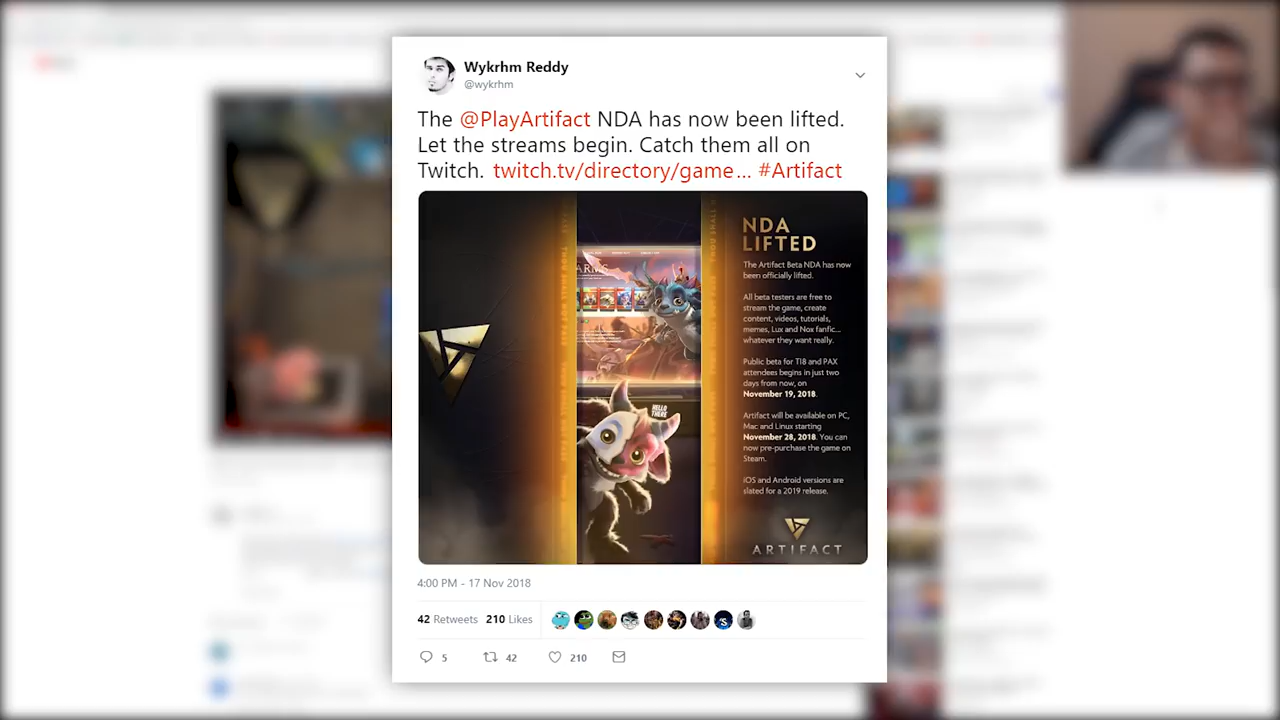 Wykrhm Reddy
@wykrhm
The @PlayArtifact NDA has now been lifted.
Let the streams begin. Catch them all on
Twitch. twitch.tv/directory/game… #Artifact
NDA
LIFTED
The Artifact Beta NDA has now
been officially lifted.
All beta testers are free to
stream the game, create
content, videos, tutorials,
memes, Lux and Nox fanfic...
whatever they want really.
Public beta for TI8 and PAX
attendees begins in just two
days from now, on
November 19, 2018.
Artifact will be available on PC,
Mac and Linux starting
November 28, 2018. You can
now pre-purchase the game on
Steam.
iOS and Android versions are
slated for a 2019 release.
ARTIFACT
HELLO
THERE
4:00 PM - 17 Nov 2018
42 Retweets 210 Likes
5 42 210